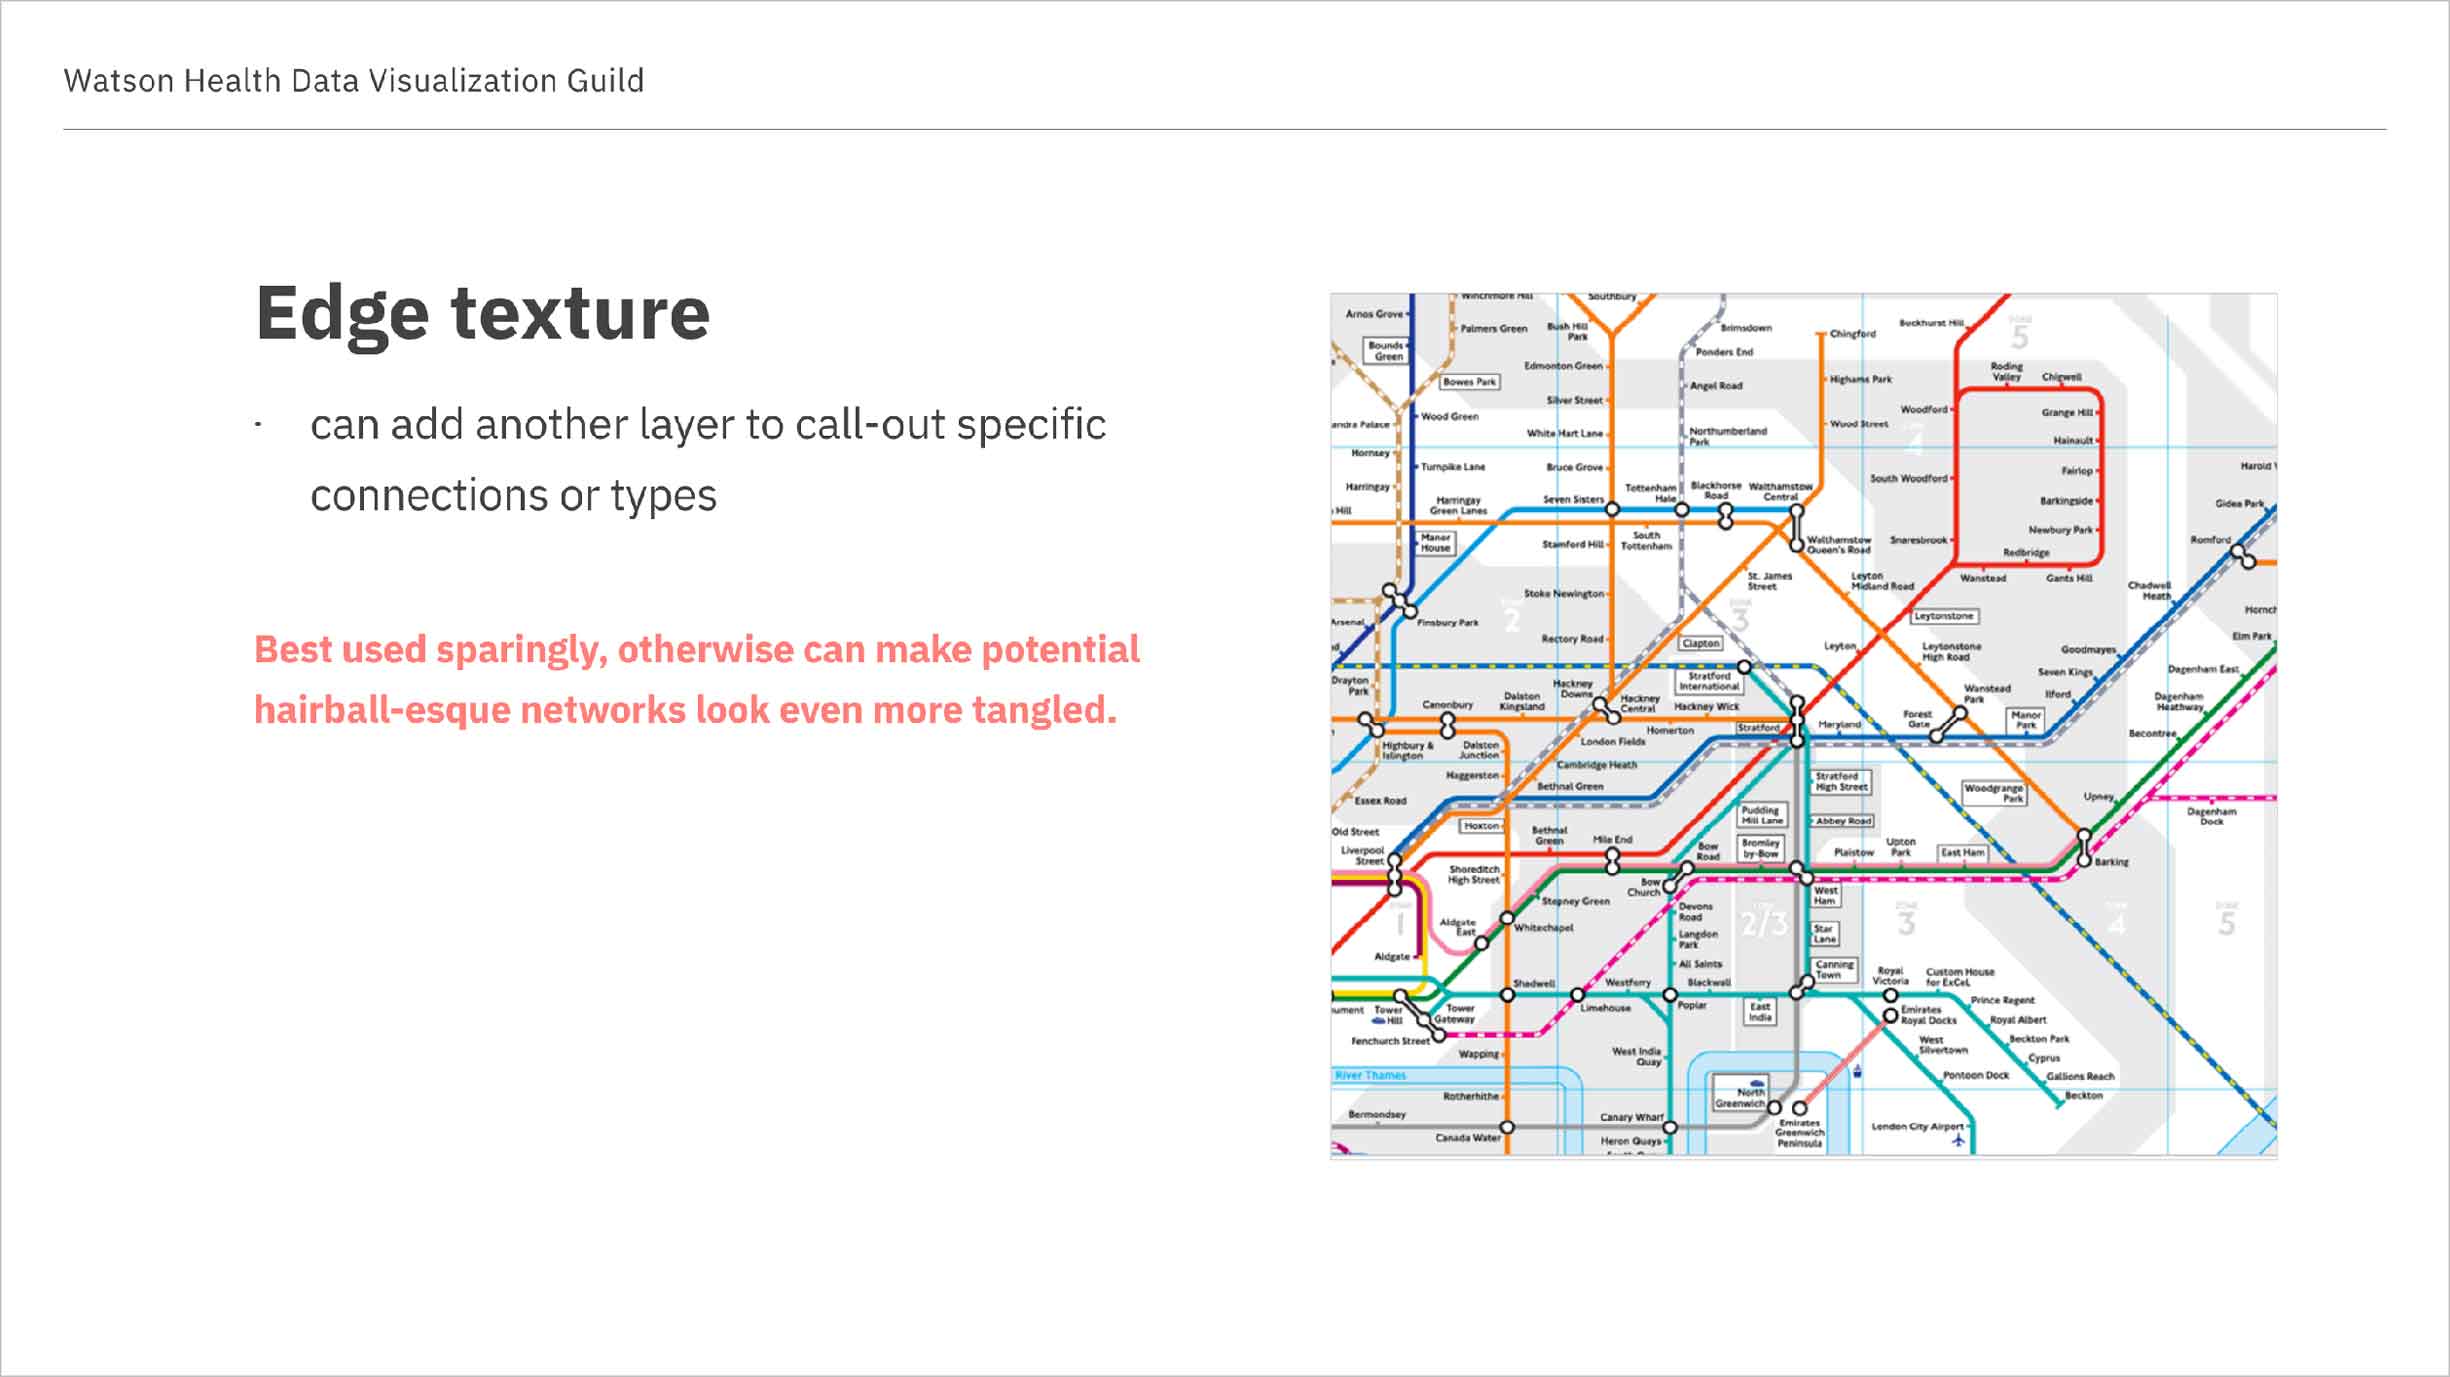 Watson Health Data Visualization Guild
Edge texture
· can add another layer to call-out specific
connections or types
Best used sparingly, otherwise can make potential
hairball-esque networks look even more tangled.
Winchmore Hill
Southbury
Arnos Grove
Palmers Green
Bush Hill
Park
Brimsdown
Chingford
Buckhurst Hill
ZONE
5
Bounds
Green
Ponders End
Edmonton Green
Roding
Valley
Chigwell
Bowes Park
Angel Road
Highams Park
Silver Street
Woodford
Grange Hill
Wood Green
andra Palace
White Hart Lane
Northumberland
Park
Wood Street
ZONE
4
Hainault
Hornsey
Turnpike Lane
Bruce Grove
Fairlop
Harold
South Woodford
Harringay
Harringay
Green Lanes
Seven Sisters
Tottenham
Hale
Blackhorse
Road
Walthamstow
Central
Barkingside
Gidea Park
Hill
Newbury Park
Manor
House
Stamford Hill
South
Tottenham
Walthamstow
Queen's Road
Snaresbrook
Redbridge
Romford
St. James
Street
Leyton
Midland Road
Wanstead
Gants Hill
Chadwell
Heath
Stoke Newington
ZONE
2
ZONE
3
Leytonstone
Hornch
Arsenal
Finsbury Park
Rectory Road
Clapton
Leyton
Leytonstone
High Road
Goodmayes
Elm Park
Drayton
Park
Stratford
International
Seven Kings
Dagenham East
Hackney
Downs
Hackney
Central
Dalston
Kingsland
Hackney Wick
Wanstead
Park
Ilford
Dagenham
Heathway
Canonbury
Homerton
Stratford
Maryland
Forest
Gate
Manor
Park
Becontree
Highbury &
Islington
Dalston
Junction
London Fields
Haggerston
Cambridge Heath
Stratford
High Street
Essex Road
Bethnal Green
Woodgrange
Park
Upney
Dagenham
Dock
Hoxton
Pudding
Mill Lane
Abbey Road
Old Street
Liverpool
Street
Bethnal
Green
Mile End
Bow
Road
Bromley
by-Bow
Plaistow
Upton
Park
East Ham
Barking
Shoreditch
High Street
Bow
Church
West
Ham
Stepney Green
Devons
Road
ZONE
1
Aldgate
East
Whitechapel
ZONE
2/3
ZONE
3
ZONE
4
ZONE
5
Langdon
Park
Star
Lane
Aldgate
All Saints
Canning
Town
Royal
Victoria
Custom House
for ExCeL
Shadwell
Westferry
Blackwall
Prince Regent
nument
Tower
Hill
Tower
Gateway
Limehouse
Poplar
East
India
Emirates
Royal Docks
Royal Albert
Fenchurch Street
Beckton Park
Wapping
West India
Quay
West
Silvertown
Cyprus
River Thames
Pontoon Dock
Gallions Reach
Rotherhithe
North
Greenwich
Beckton
Bermondsey
Canary Wharf
Emirates
Greenwich
Peninsula
London City Airport
Canada Water
Heron Quays